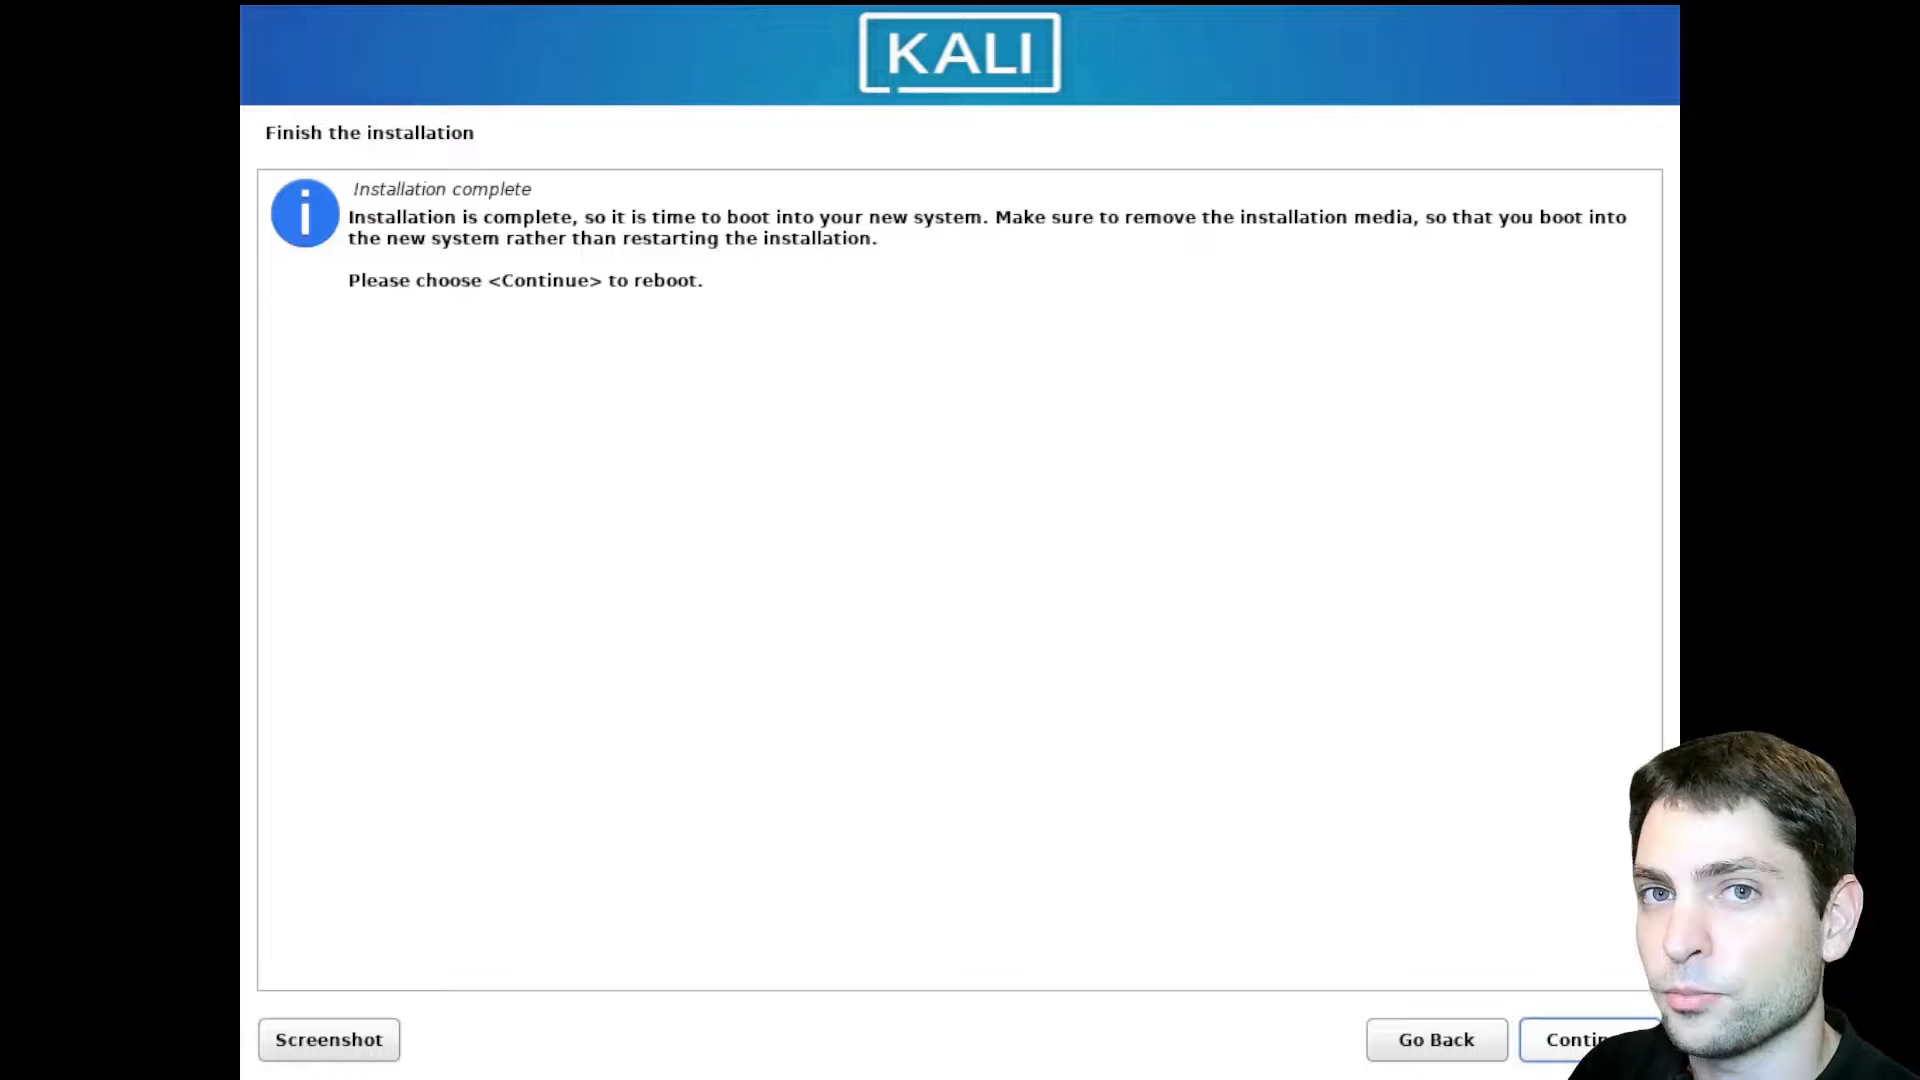 KALI
Finish the installation
Installation complete
Installation is complete, so it is time to boot into your new system. Make sure to remove the installation media, so that you boot into
the new system rather than restarting the installation.
Please choose <Continue> to reboot.
Screenshot
Go Back
Contin